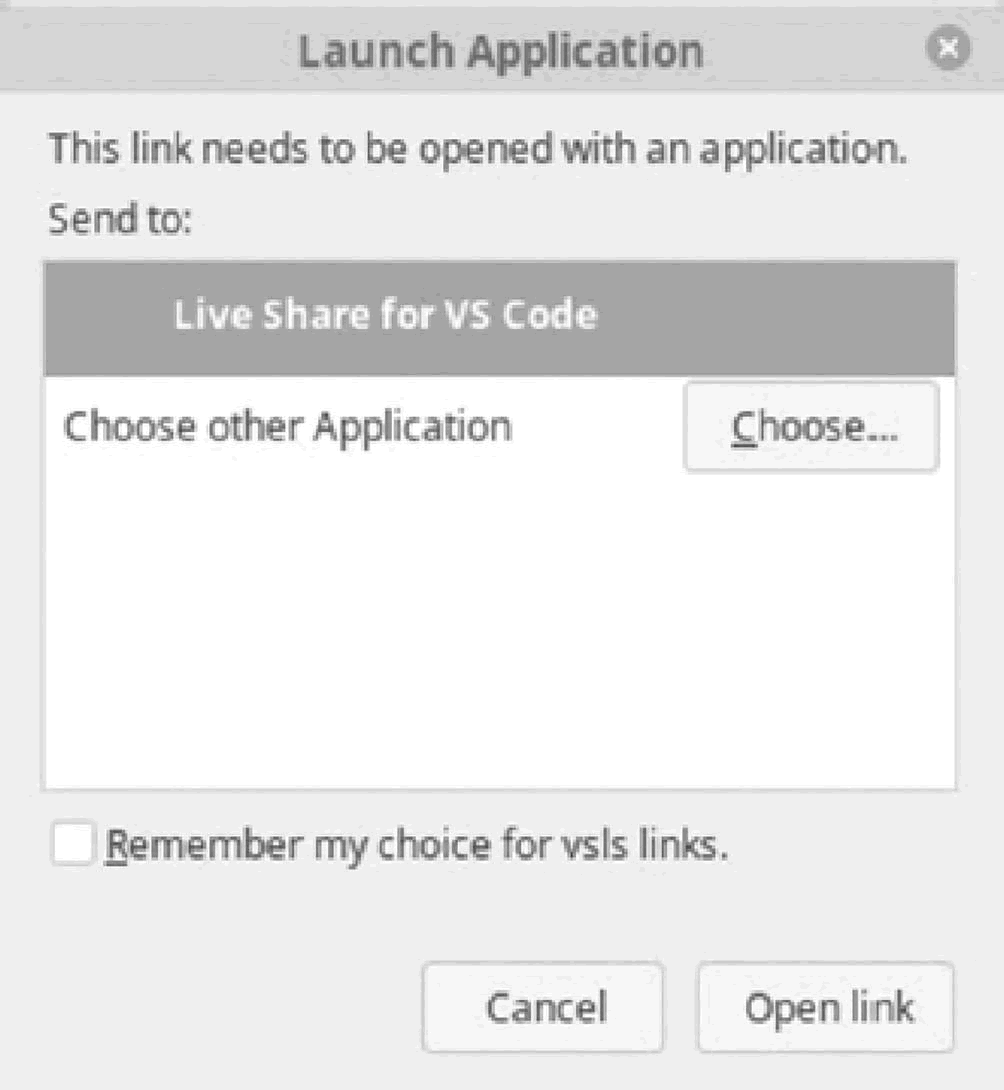 Launch Application
This link needs to be opened with an application.
Send to:
Live Share for VS Code
Choose other Application
Choose...
Remember my choice for vsls links.
Cancel
Open link